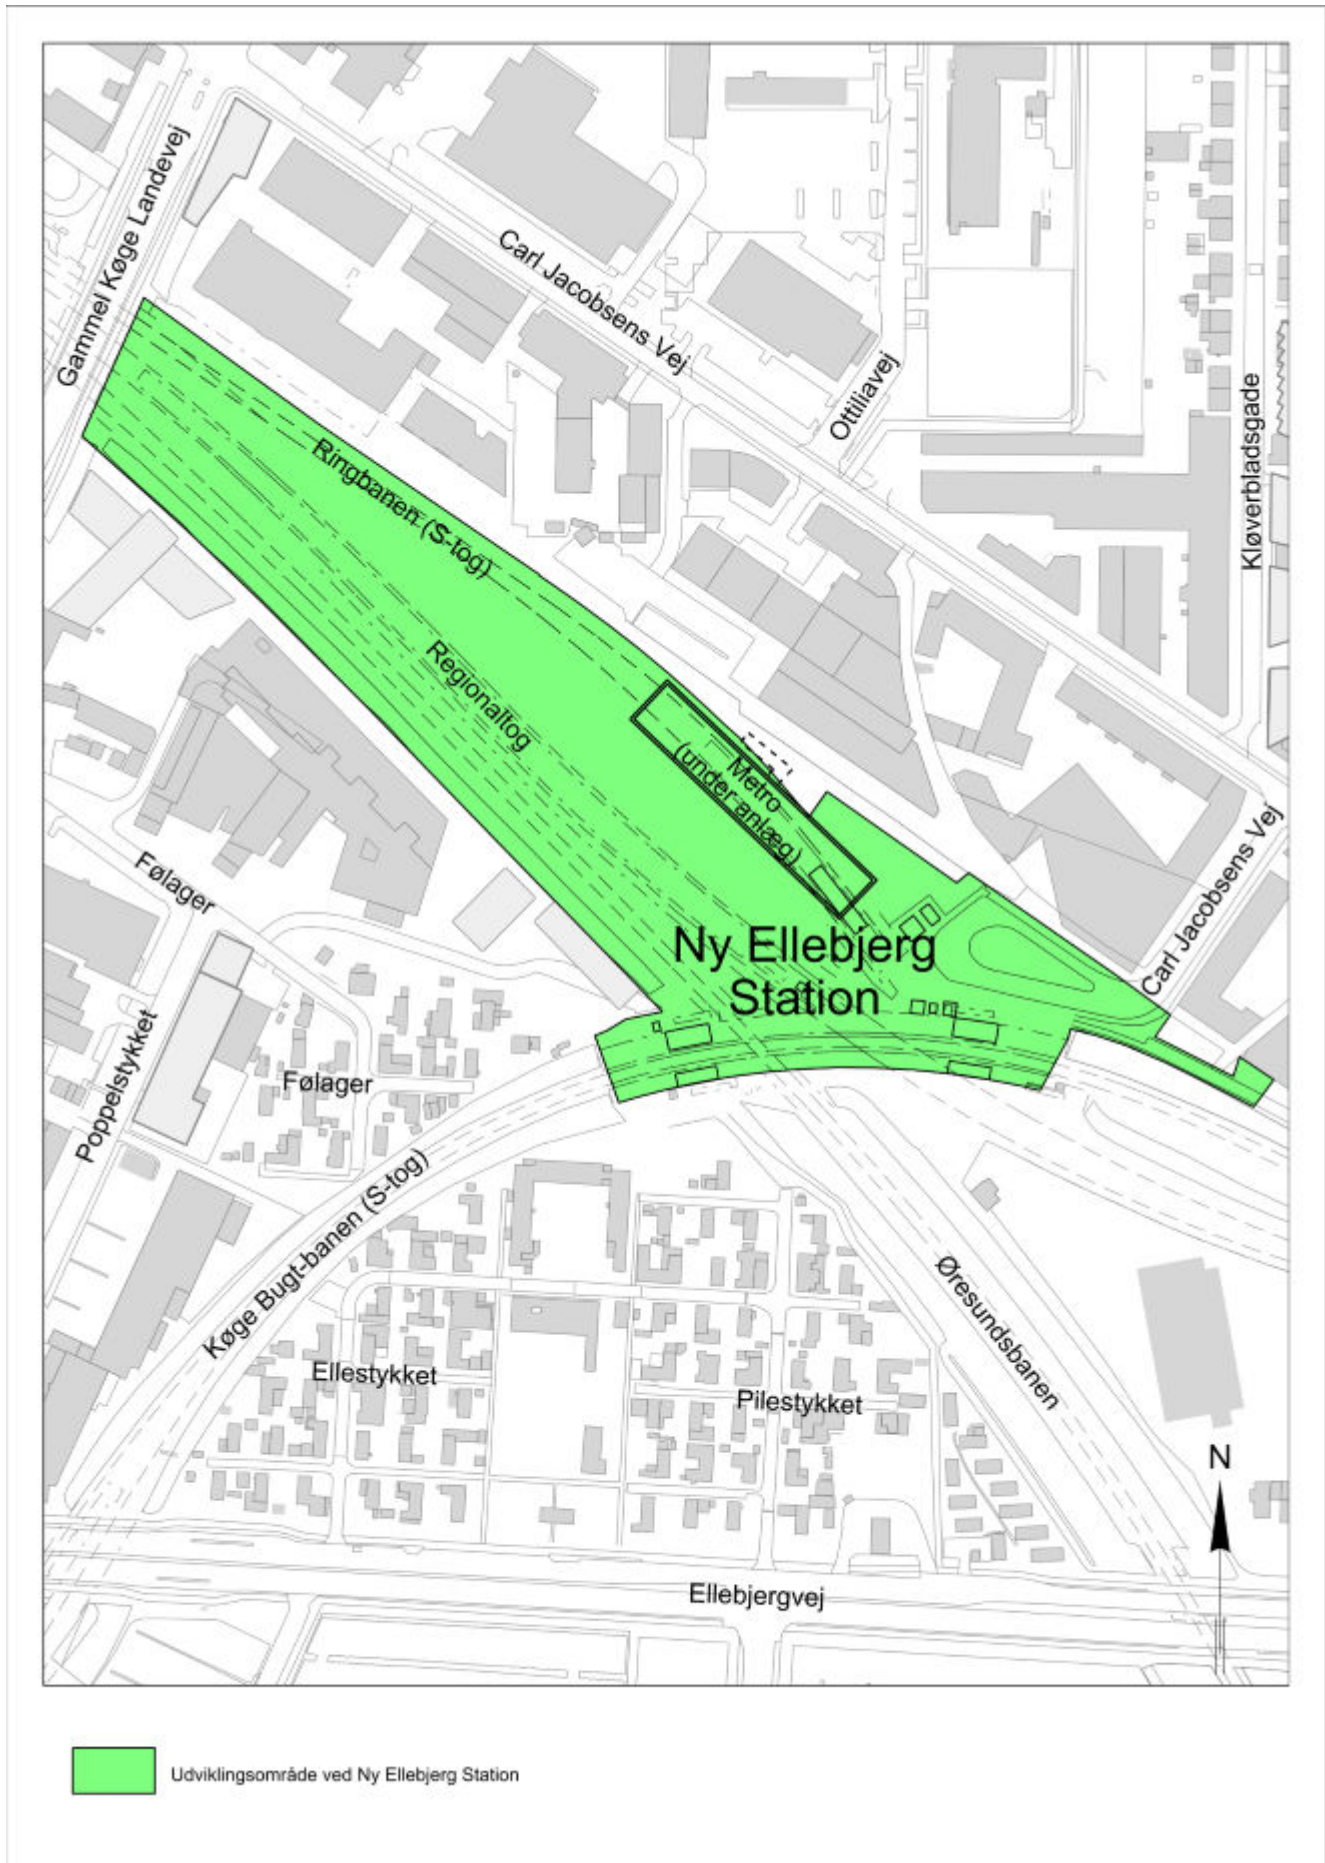 Gammel Køge Landevej
Carl Jacobsens Vej
Ottiliavej
Kløverbladsgade
Ringbanen (S-tog)
Regionaltog
Metro
(under anlæg)
Carl Jacobsens Vej
Følager
Ny Ellebjerg
Station
Poppelstykket
Følager
Køge Bugt-banen (S-tog)
Øresundsbanen
Ellestykket
Pilestykket
N
Ellebjergvej
Udviklingsområde ved Ny Ellebjerg Station